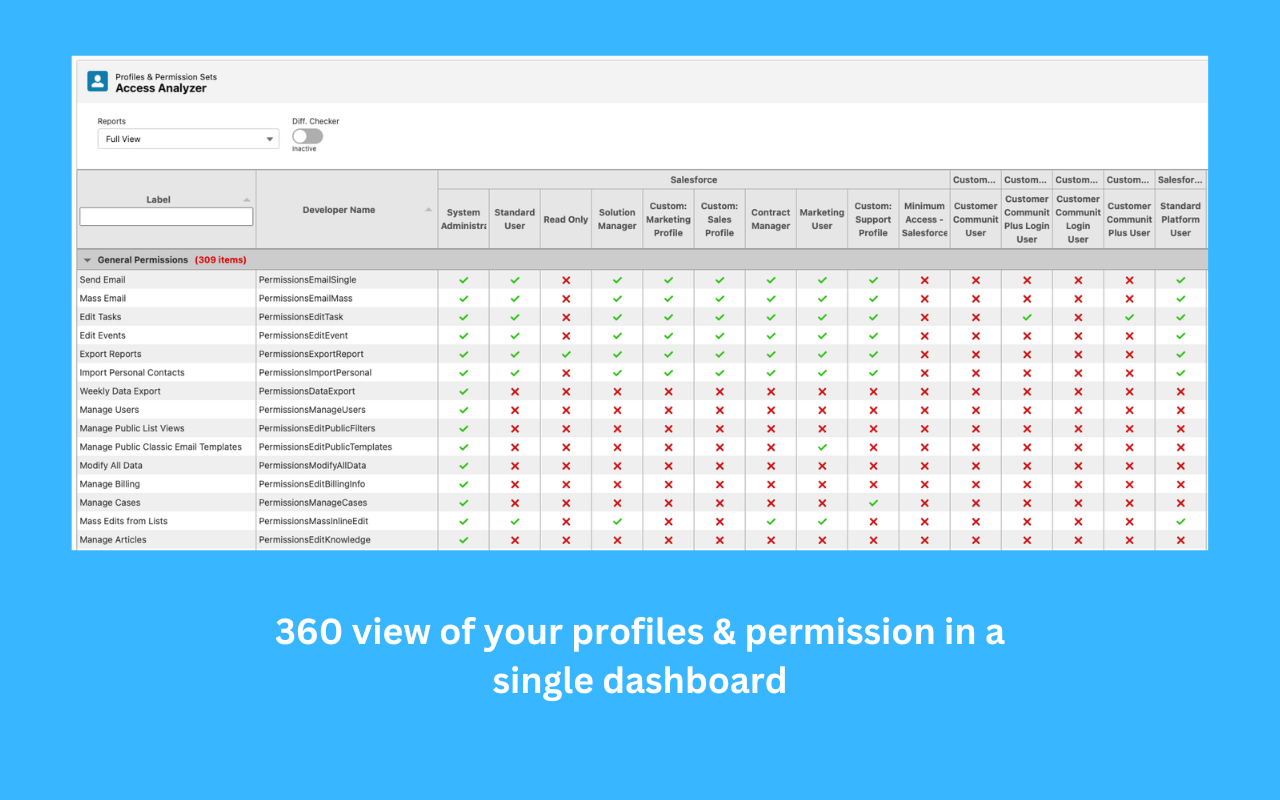 Profiles & Permission Sets
Access Analyzer
Reports
Diff. Checker
Full View
Inactive
Label
Developer Name
Salesforce
Custom...
Custom...
Custom...
Custom...
Salesfor...
System
Administra
Standard
User
Read Only
Solution
Manager
Custom:
Marketing
Profile
Custom:
Sales
Profile
Contract
Manager
Marketing
User
Custom:
Support
Profile
Minimum
Access -
Salesforce
Customer
Communit
User
Customer
Communit
Plus Login
User
Customer
Communit
Login
User
Customer
Communit
Plus User
Standard
Platform
User
General Permissions (309 items)
Send Email PermissionsEmailSingle
Mass Email PermissionsEmailMass
Edit Tasks PermissionsEditTask
Edit Events PermissionsEditEvent
Export Reports PermissionsExportReport
Import Personal Contacts PermissionsImportPersonal
Weekly Data Export PermissionsDataExport
Manage Users PermissionsManageUsers
Manage Public List Views PermissionsEditPublicFilters
Manage Public Classic Email Templates PermissionsEditPublicTemplates
Modify All Data PermissionsModifyAllData
Manage Billing PermissionsEditBillingInfo
Manage Cases PermissionsManageCases
Mass Edits from Lists PermissionsMassInlineEdit
Manage Articles PermissionsEditKnowledge
360 view of your profiles & permission in a
single dashboard